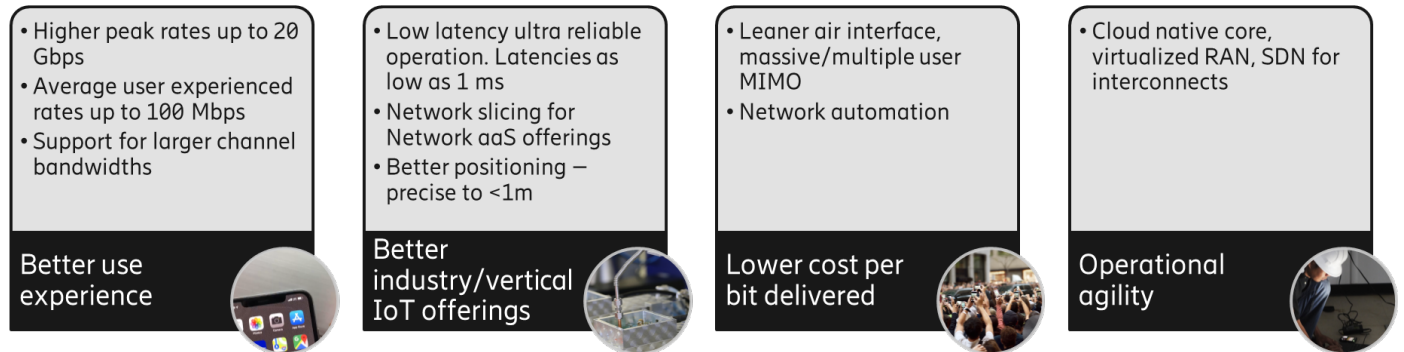 • Higher peak rates up to 20
Gbps
• Average user experienced
rates up to 100 Mbps
• Support for larger channel
bandwidths
Better use
experience
• Low latency ultra reliable
operation. Latencies as
low as 1 ms
• Network slicing for
Network aaS offerings
• Better positioning –
precise to <1m
Better
industry/vertical
IoT offerings
• Leaner air interface,
massive/multiple user
MIMO
• Network automation
Lower cost per
bit delivered
• Cloud native core,
virtualized RAN, SDN for
interconnects
Operational
agility